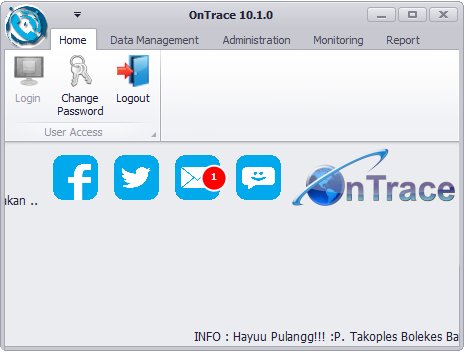 OnTrace 10.1.0
Home Data Management Administration Monitoring Report
Login Change Password Logout
User Access
1
akan ..
OnTrace
INFO : Hayuu Pulangg!!! :P. Takoples Bolekes Ba